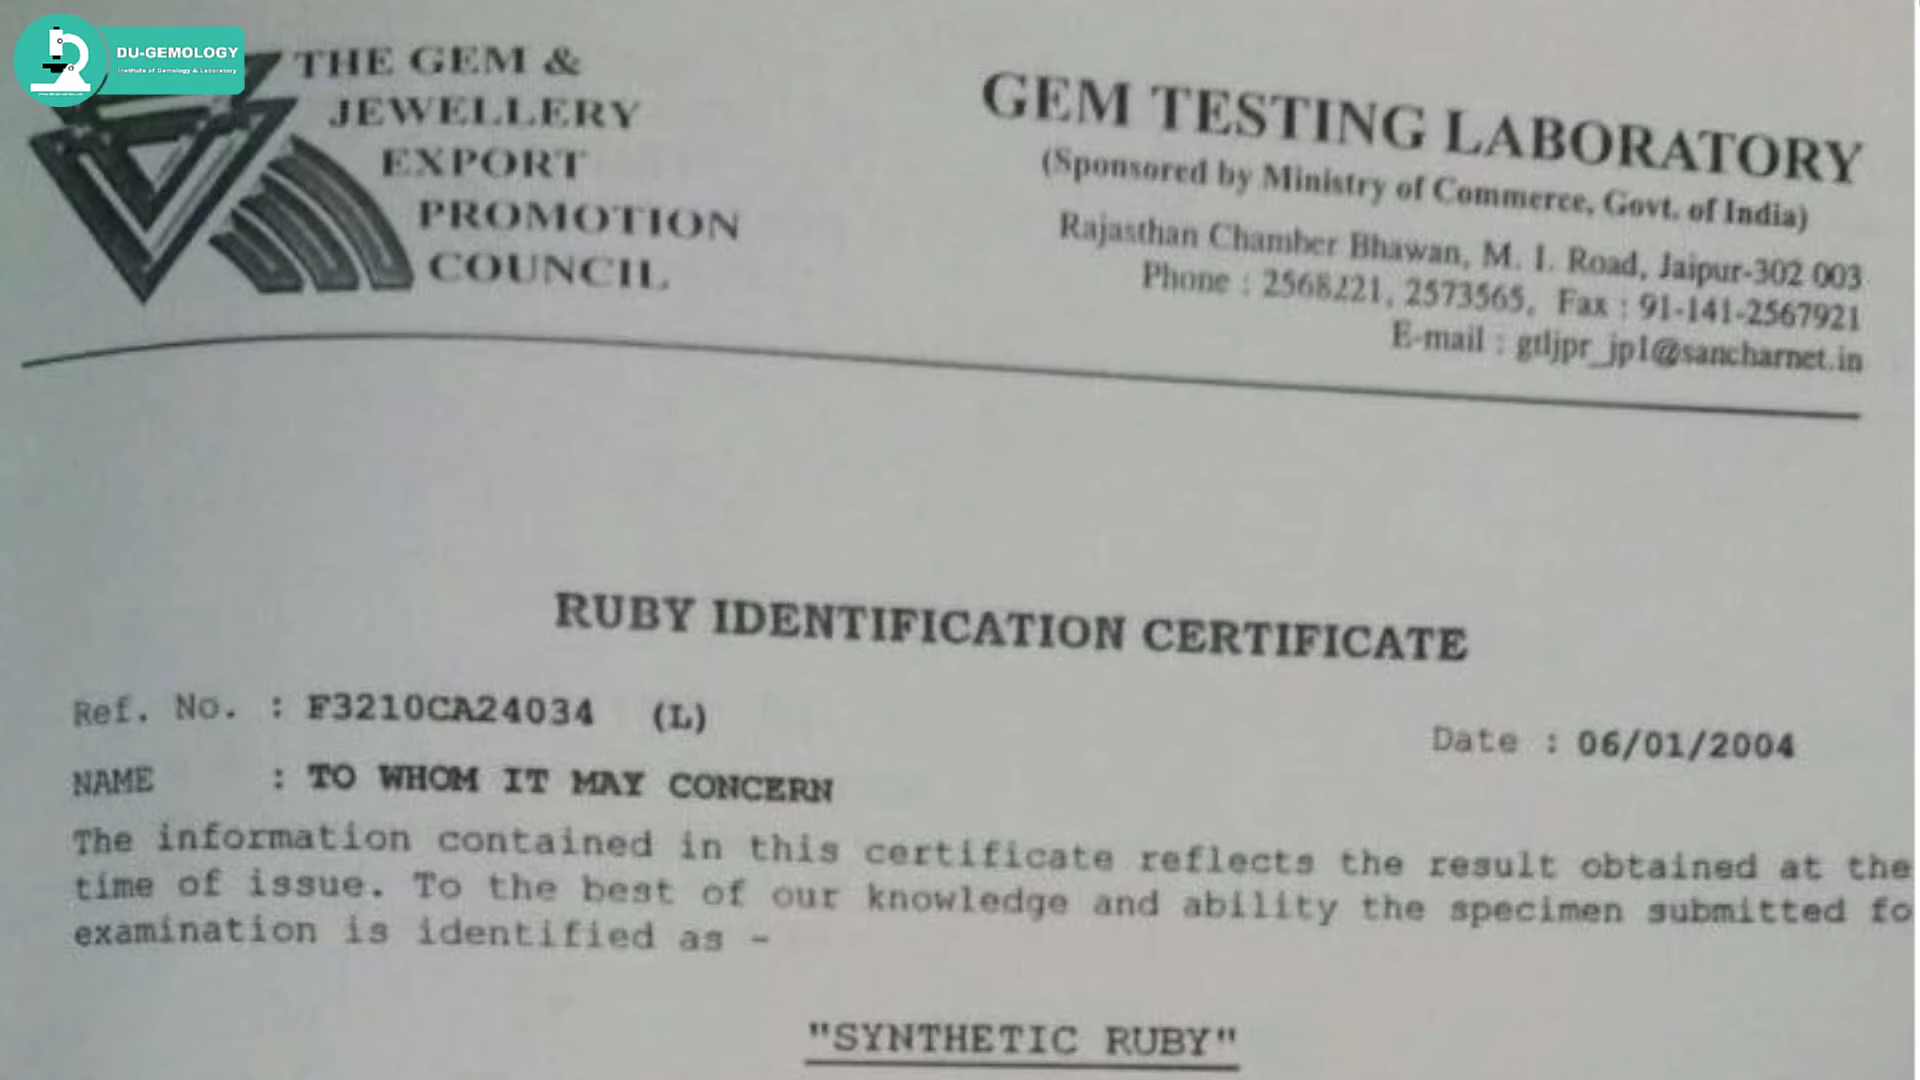 DU-GEMOLOGY
Institute of Gemology & Laboratory
THE GEM &
JEWELLERY
EXPORT
PROMOTION
COUNCIL
GEM TESTING LABORATORY
(Sponsored by Ministry of Commerce, Govt. of India)
Rajasthan Chamber Bhawan, M. I. Road, Jaipur-302 003
Phone : 2568221, 2573565, Fax : 91-141-2567921
E-mail : gtljpr_jp1@sancharnet.in
RUBY IDENTIFICATION CERTIFICATE
Ref. No. : F3210CA24034 (L)
Date : 06/01/2004
NAME : TO WHOM IT MAY CONCERN
The information contained in this certificate reflects the result obtained at the
time of issue. To the best of our knowledge and ability the specimen submitted fo
examination is identified as -
"SYNTHETIC RUBY"